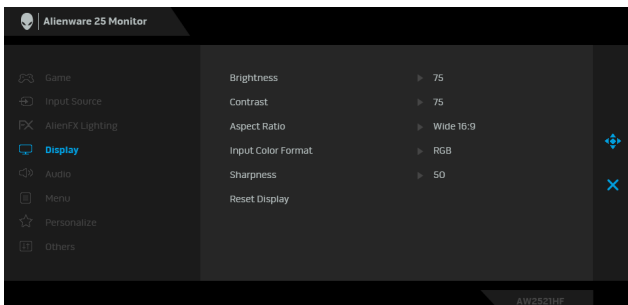 Alienware 25 Monitor
Game
Input Source
FX AlienFX Lighting
Display
Audio
Menu
Personalize
Others
Brightness 75
Contrast 75
Aspect Ratio Wide 16:9
Input Color Format RGB
Sharpness 50
Reset Display
AW2521HF